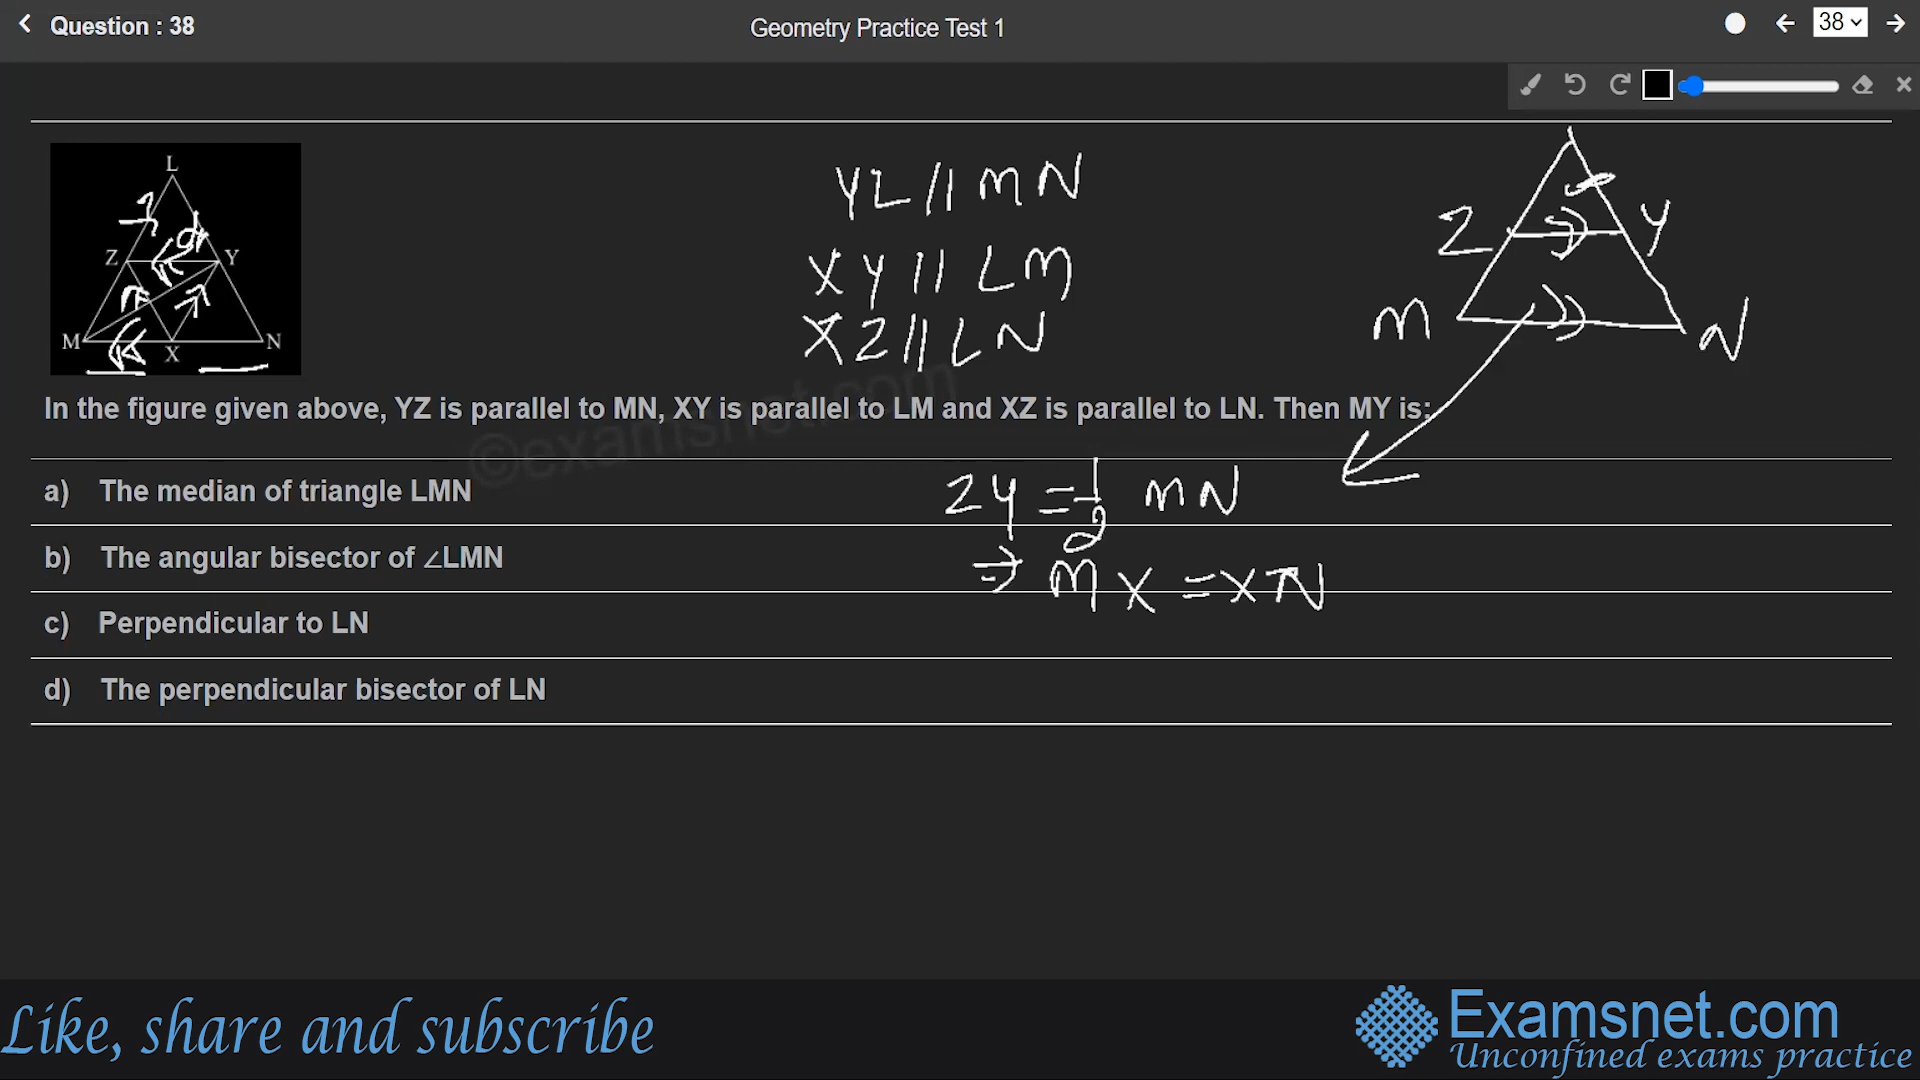 Question : 38
Geometry Practice Test 1
38
L
Z
Y
M
X
N
YZ // MN
XY // LM
XZ // LN
Z
Y
M
N
In the figure given above, YZ is parallel to MN, XY is parallel to LM and XZ is parallel to LN. Then MY is:
©examsnet.com
a) The median of triangle LMN
b) The angular bisector of ∠LMN
c) Perpendicular to LN
d) The perpendicular bisector of LN
ZY = 1/2 MN
⇒ MX = XN
Like, share and subscribe
Examsnet.com
Unconfined exams practice